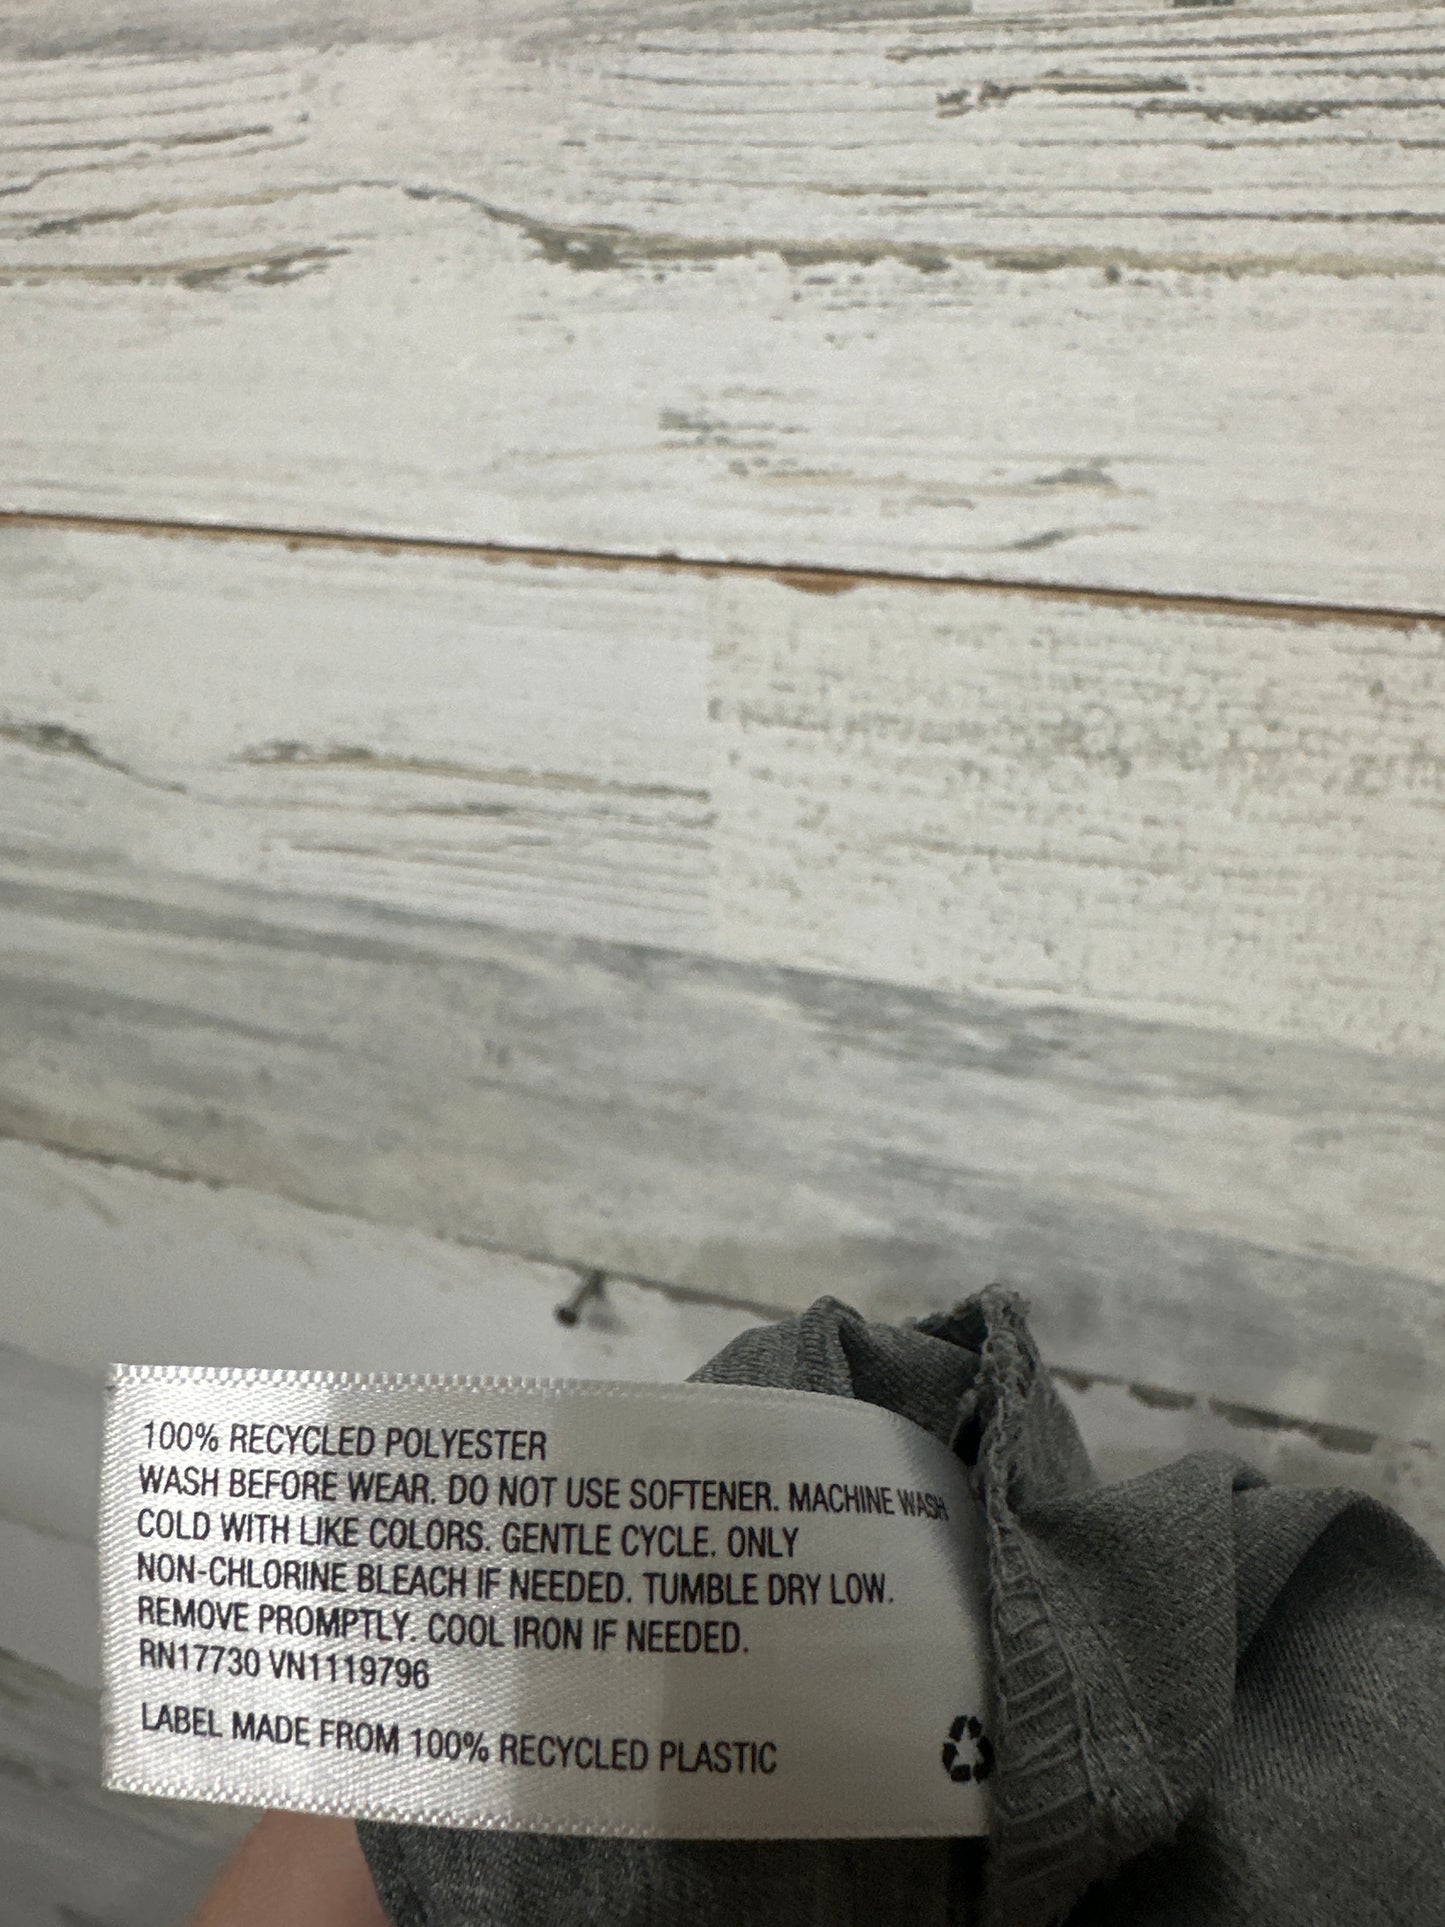 100% RECYCLED POLYESTER
WASH BEFORE WEAR. DO NOT USE SOFTENER. MACHINE WASH
COLD WITH LIKE COLORS. GENTLE CYCLE. ONLY
NON-CHLORINE BLEACH IF NEEDED. TUMBLE DRY LOW.
REMOVE PROMPTLY. COOL IRON IF NEEDED.
RN17730 VN1119796
LABEL MADE FROM 100% RECYCLED PLASTIC